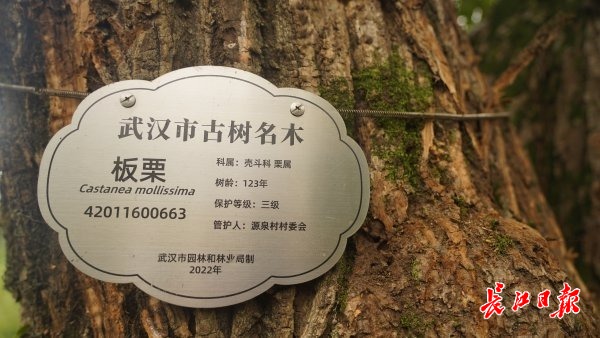 武汉市古树名木
板栗
Castanea mollissima
42011600663
科属：壳斗科 栗属
树龄：123年
保护等级：三级
管护人：源泉村村委会
武汉市园林和林业局制
2022年
长江日报